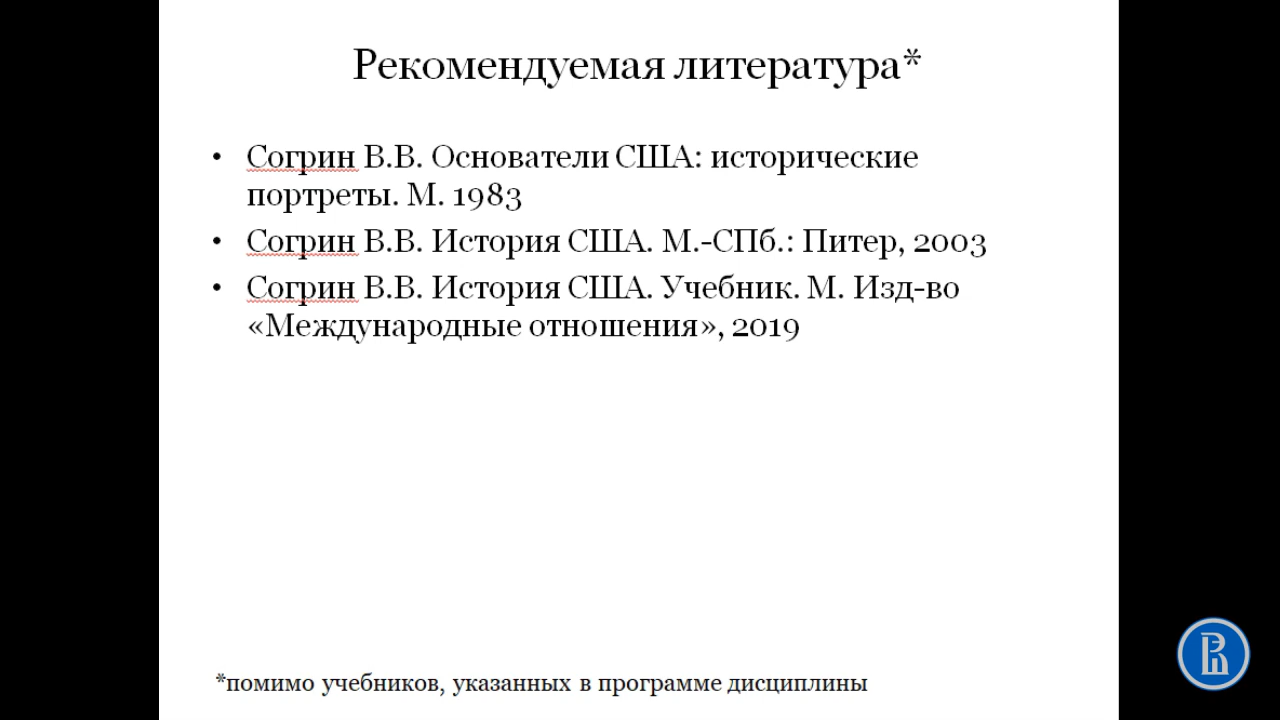 Рекомендуемая литература*
• Согрин В.В. Основатели США: исторические
портреты. М. 1983
• Согрин В.В. История США. М.-СПб.: Питер, 2003
• Согрин В.В. История США. Учебник. М. Изд-во
«Международные отношения», 2019
*помимо учебников, указанных в программе дисциплины